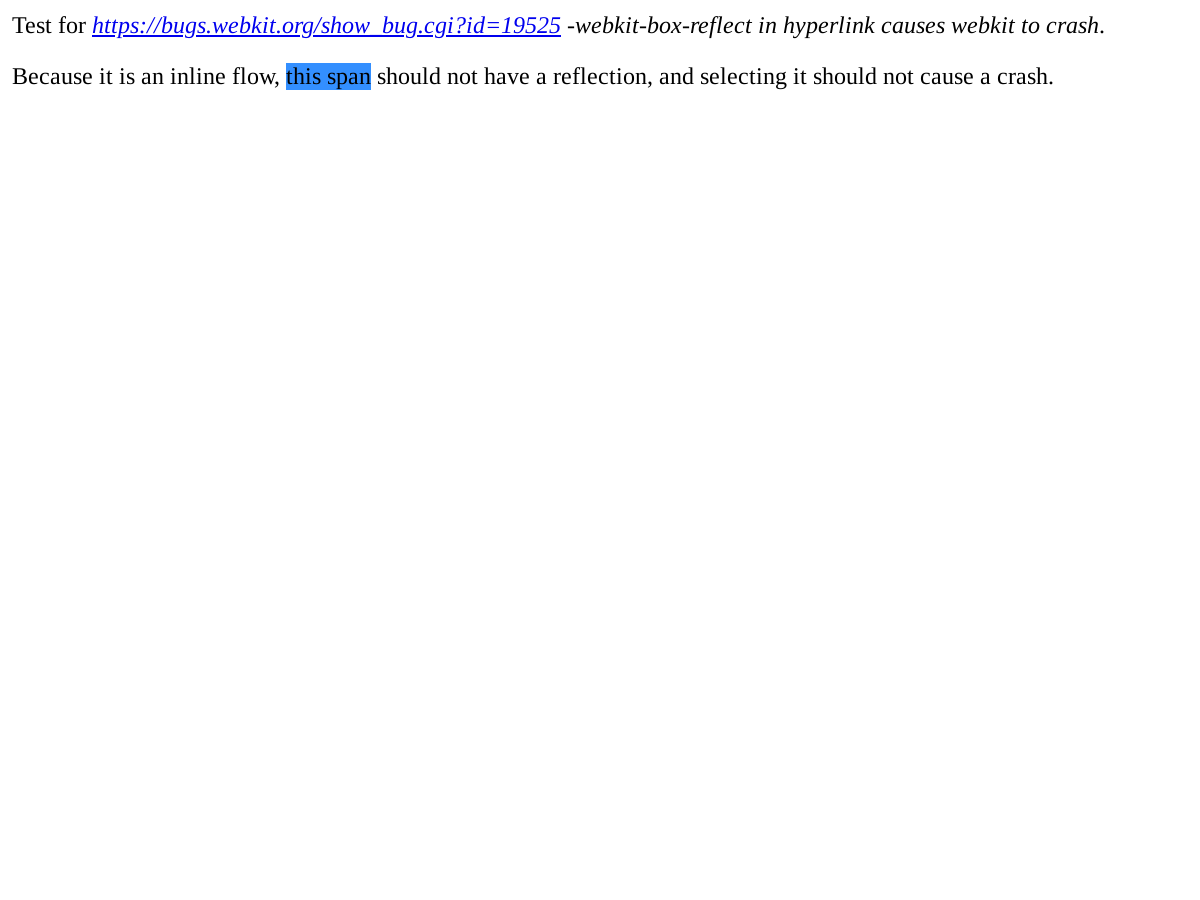 Test for https://bugs.webkit.org/show_bug.cgi?id=19525 -webkit-box-reflect in hyperlink causes webkit to crash.
Because it is an inline flow, this span should not have a reflection, and selecting it should not cause a crash.